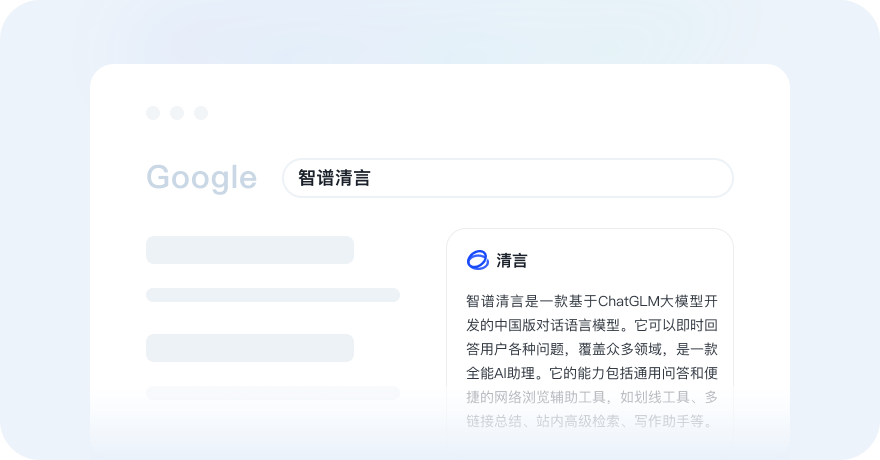 Google
智谱清言
清言
智谱清言是一款基于ChatGLM大模型开
发的中国版对话语言模型。它可以即时回
答用户各种问题，覆盖众多领域，是一款
全能AI助理。它的能力包括通用问答和便
捷的网络浏览辅助工具，如划线工具、多
链接总结、站内高级检索、写作助手等。